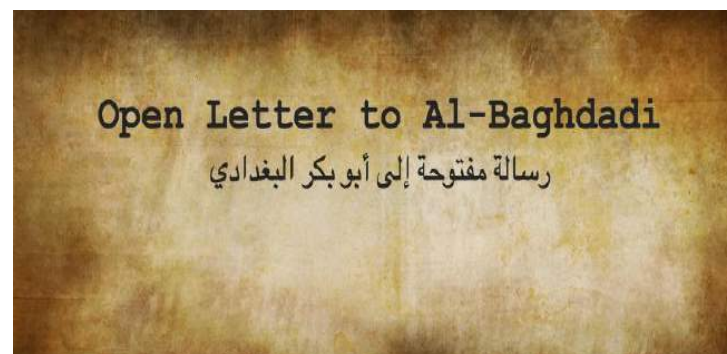 Open Letter to Al-Baghdadi
رسالة مفتوحة إلى أبو بكر البغدادي